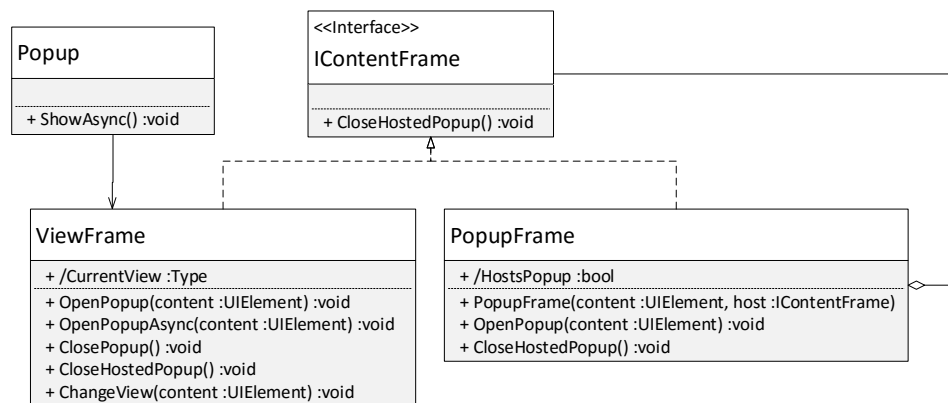 Popup
+ ShowAsync() :void
<<Interface>>
IContentFrame
+ CloseHostedPopup() :void
ViewFrame
+ /CurrentView :Type
+ OpenPopup(content :UIElement) :void
+ OpenPopupAsync(content :UIElement) :void
+ ClosePopup() :void
+ CloseHostedPopup() :void
+ ChangeView(content :UIElement) :void
PopupFrame
+ /HostsPopup :bool
+ PopupFrame(content :UIElement, host :IContentFrame)
+ OpenPopup(content :UIElement) :void
+ CloseHostedPopup() :void